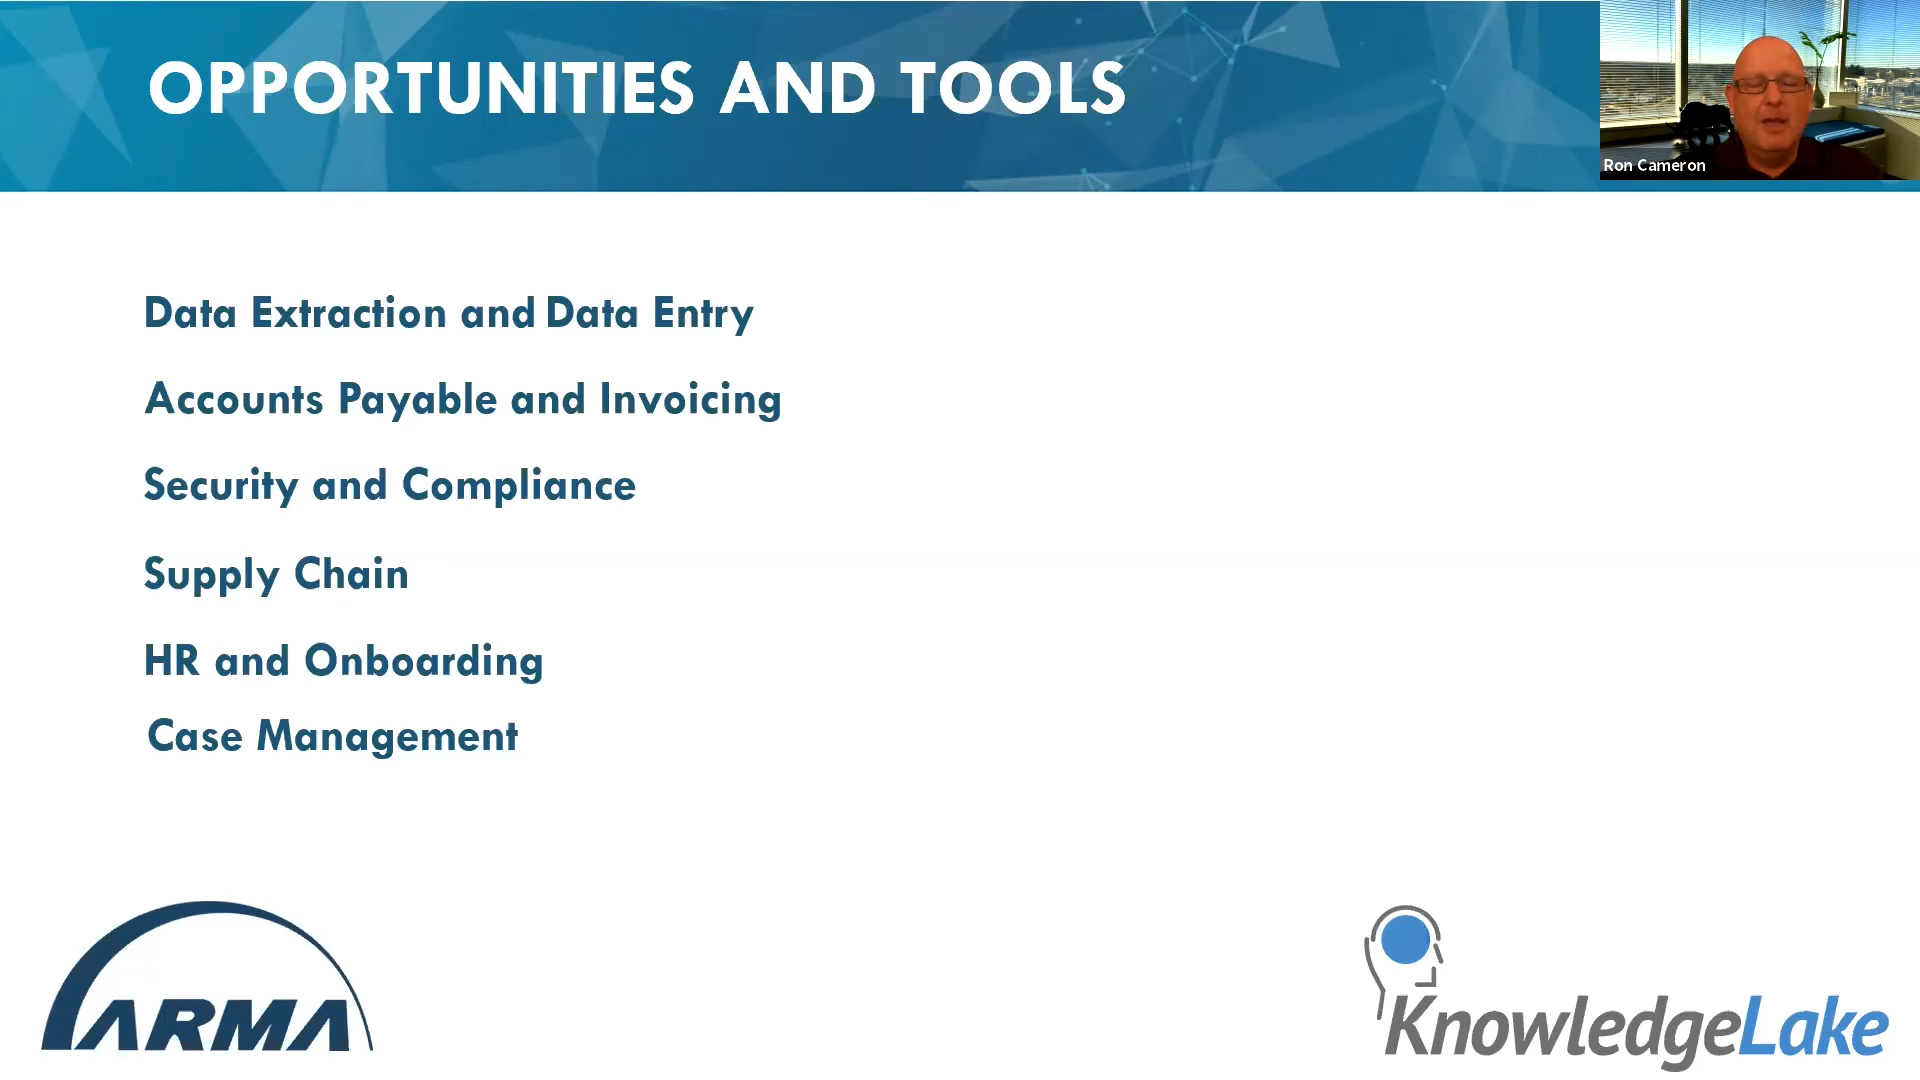 OPPORTUNITIES AND TOOLS
Ron Cameron
Data Extraction and Data Entry
Accounts Payable and Invoicing
Security and Compliance
Supply Chain
HR and Onboarding
Case Management
ARMA
KnowledgeLake